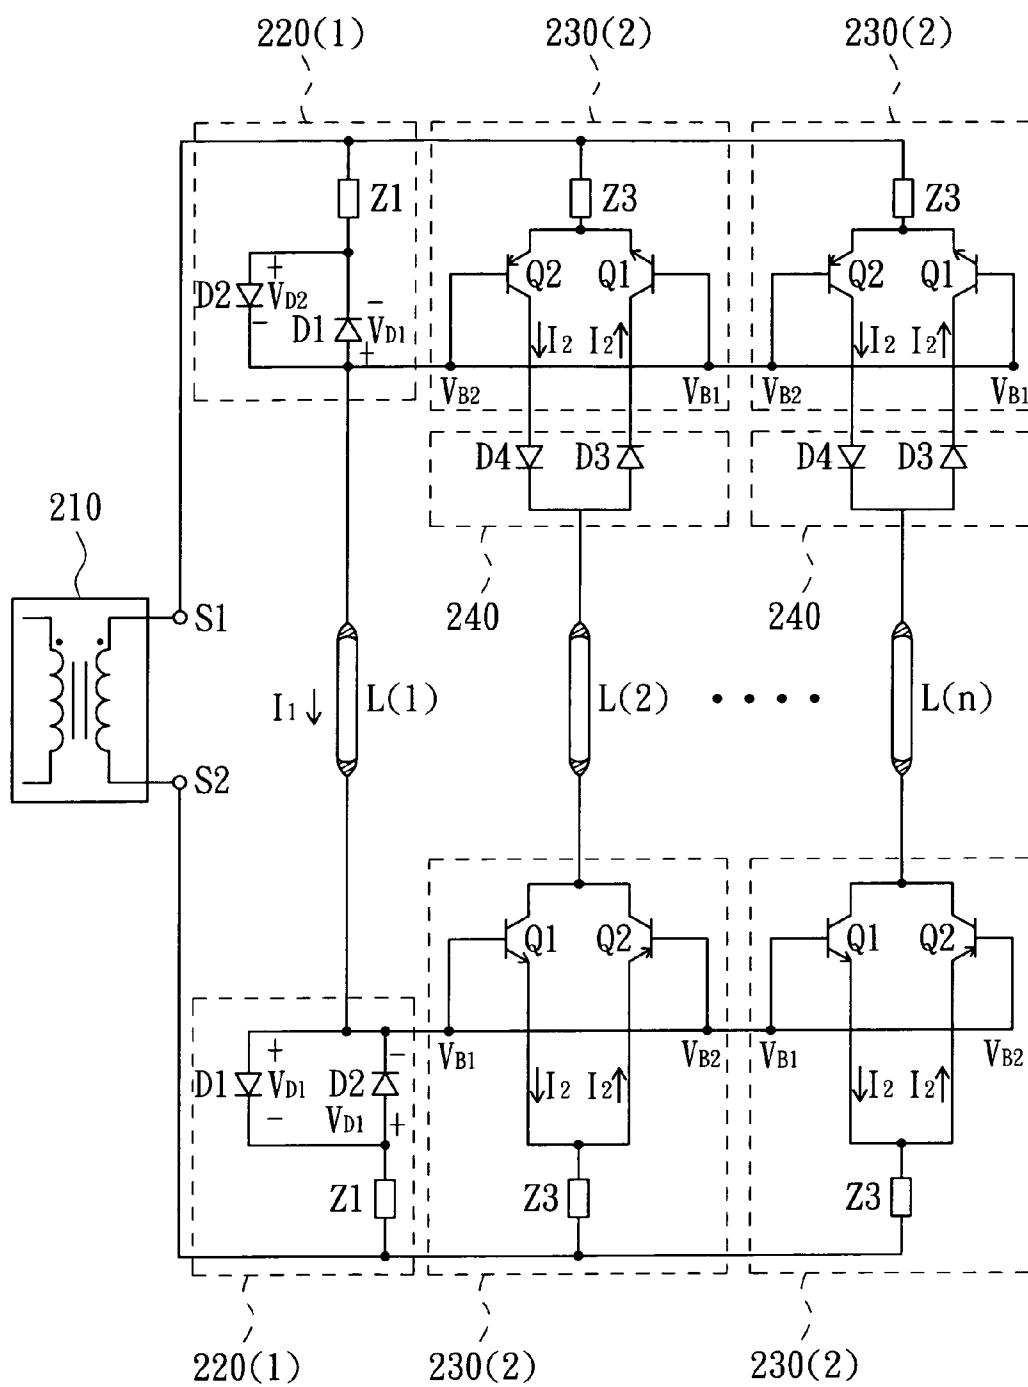 220(1) 230(2) 230(2)
Z1 Z3 Z3
D2 + VD2 - D1 - VD1 + Q2 Q1 Q2 Q1
I2 I2 I2 I2
VB2 VB1 VB2 VB1
D4 D3 D4 D3
210
240 240
S1
I1 L(1) L(2) L(n)
S2
Q1 Q2 Q1 Q2
D1 + VD1 - D2 - VD1 + VB1 VB2 VB1 VB2
I2 I2 I2 I2
Z1 Z3 Z3
220(1) 230(2) 230(2)